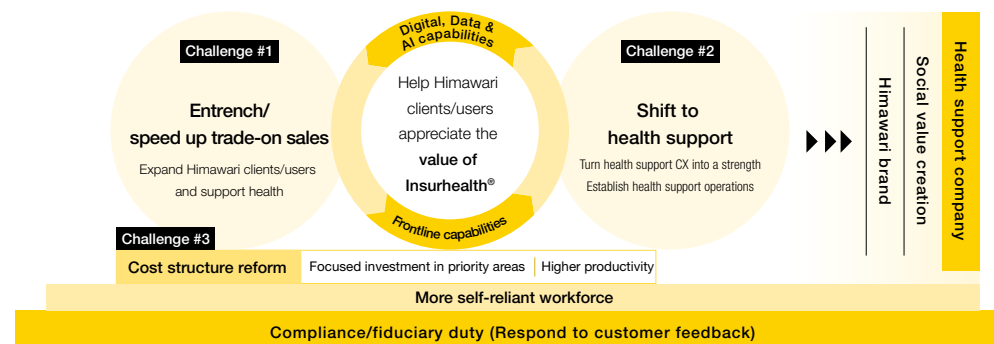 Challenge #1
Entrench/
speed up trade-on sales
Expand Himawari clients/users
and support health
Digital, Data &
AI capabilities
Help Himawari
clients/users
appreciate the
value of
Insurhealth®
Frontline capabilities
Challenge #2
Shift to
health support
Turn health support CX into a strength
Establish health support operations
Himawari brand
Social value creation
Health support company
Challenge #3
Cost structure reform
Focused investment in priority areas
Higher productivity
More self-reliant workforce
Compliance/fiduciary duty (Respond to customer feedback)